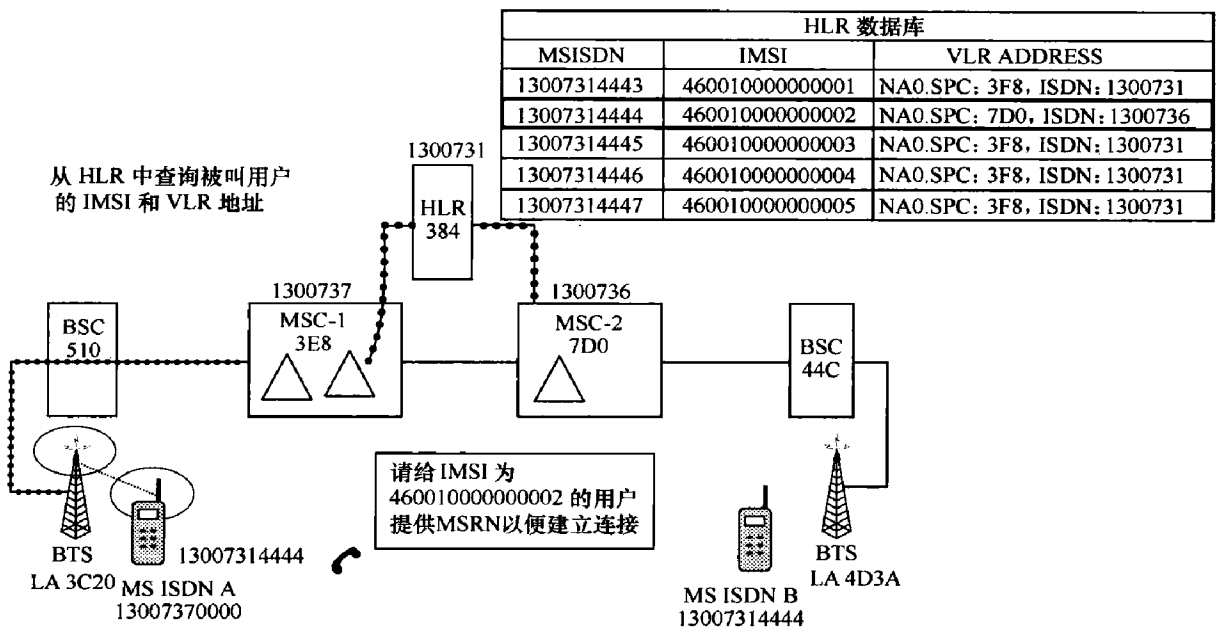 HLR 数据库
MSISDN IMSI VLR ADDRESS
13007314443 460010000000001 NA0.SPC: 3F8, ISDN: 1300731
13007314444 460010000000002 NA0.SPC: 7D0, ISDN: 1300736
13007314445 460010000000003 NA0.SPC: 3F8, ISDN: 1300731
13007314446 460010000000004 NA0.SPC: 3F8, ISDN: 1300731
13007314447 460010000000005 NA0.SPC: 3F8, ISDN: 1300731
从 HLR 中查询被叫用户
的 IMSI 和 VLR 地址
1300731
HLR
384
1300737
MSC-1
3E8
1300736
MSC-2
7D0
BSC
510
BSC
44C
请给 IMSI 为
460010000000002 的用户
提供MSRN以便建立连接
BTS
LA 3C20
13007314444
MS ISDN A
13007370000
MS ISDN B
13007314444
BTS
LA 4D3A